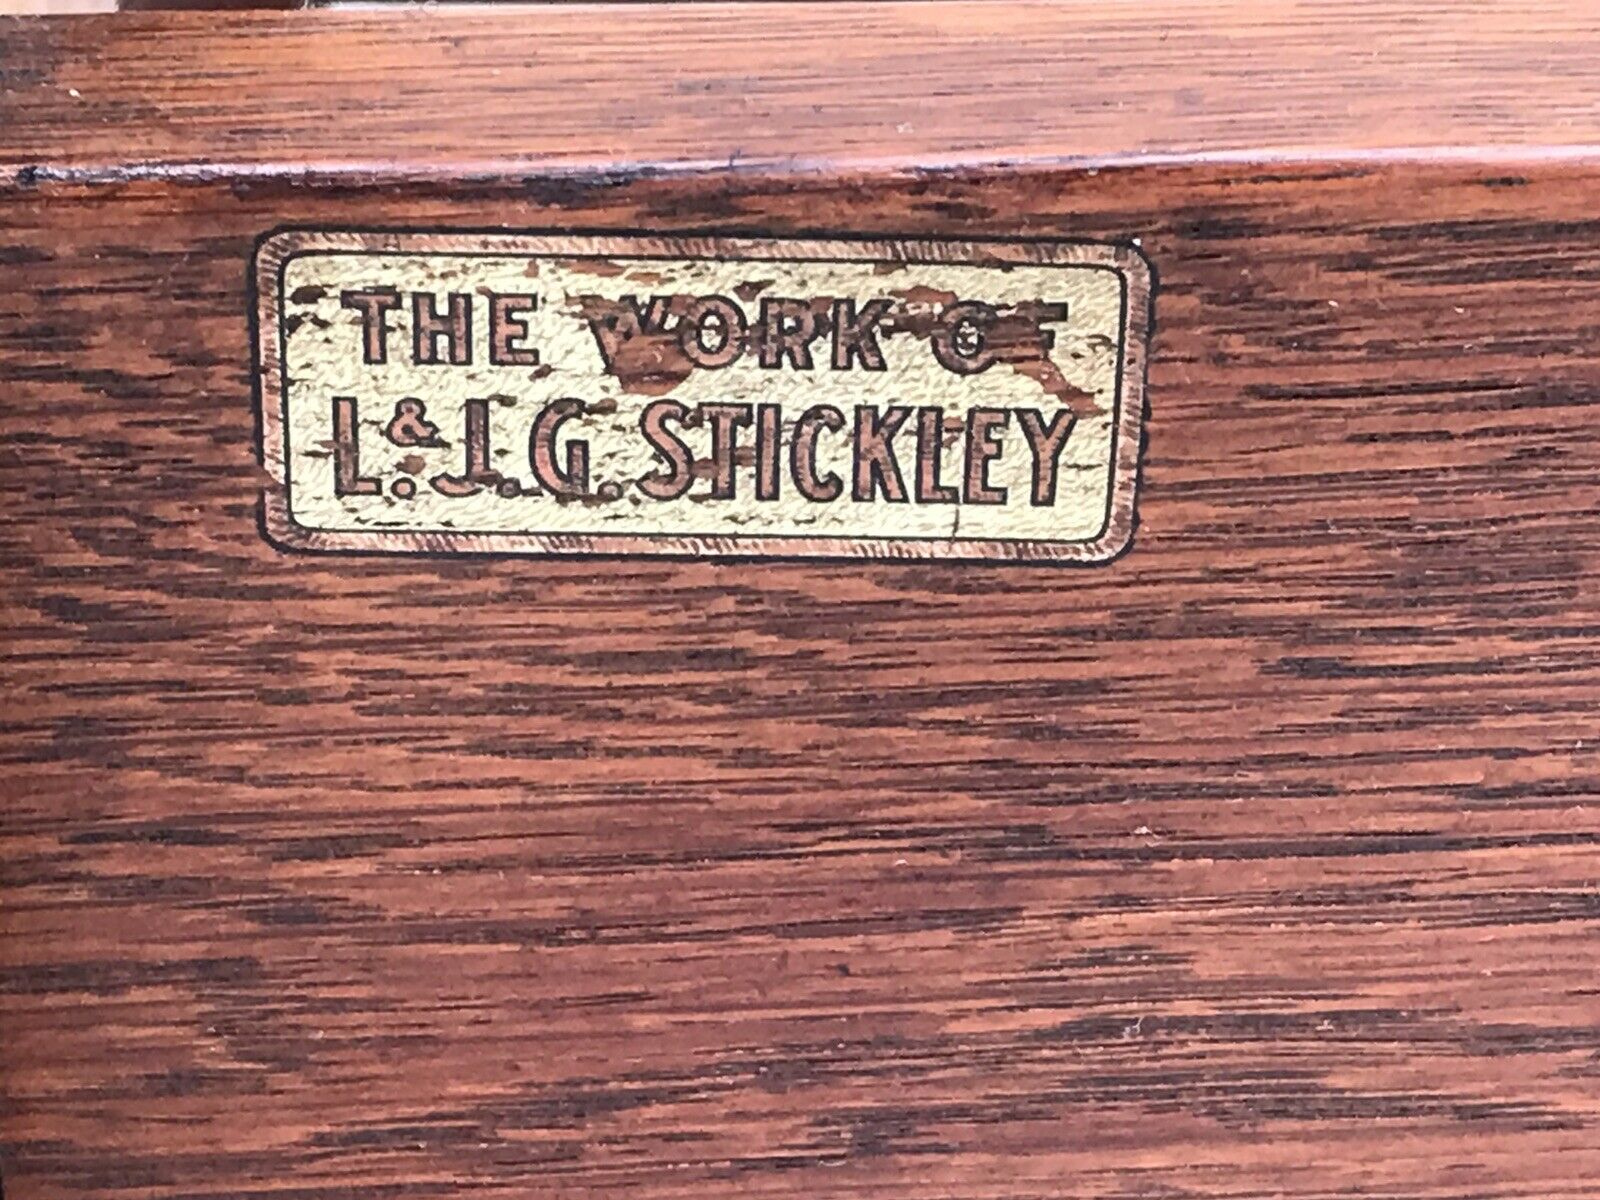 THE WORK OF
L. & J. G. STICKLEY